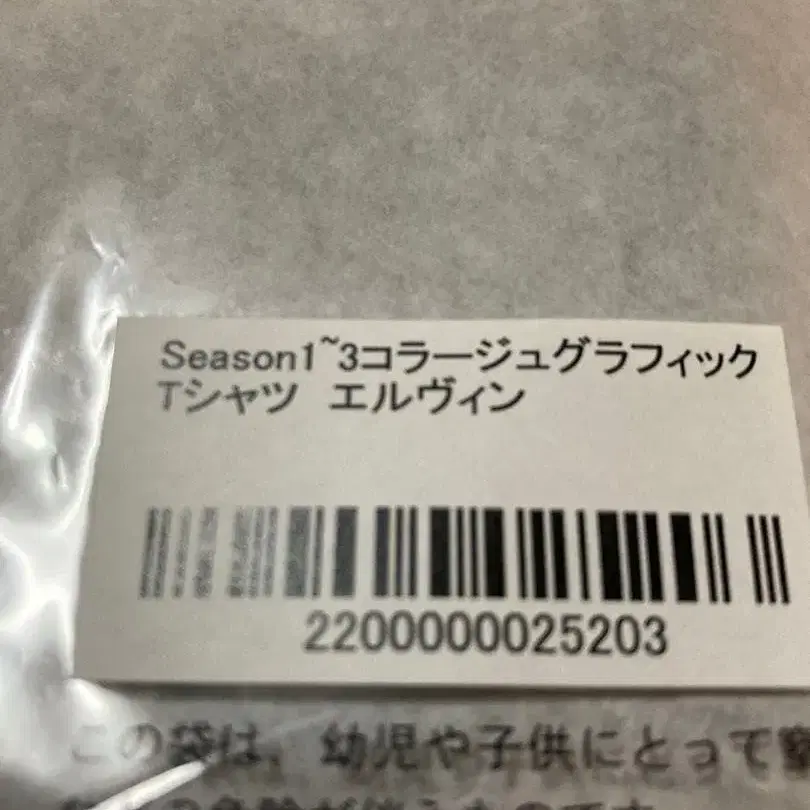 Season1~3コラージュグラフィック
Tシャツ エルヴィン
2200000025203
この袋は、幼児や子供にとって窒